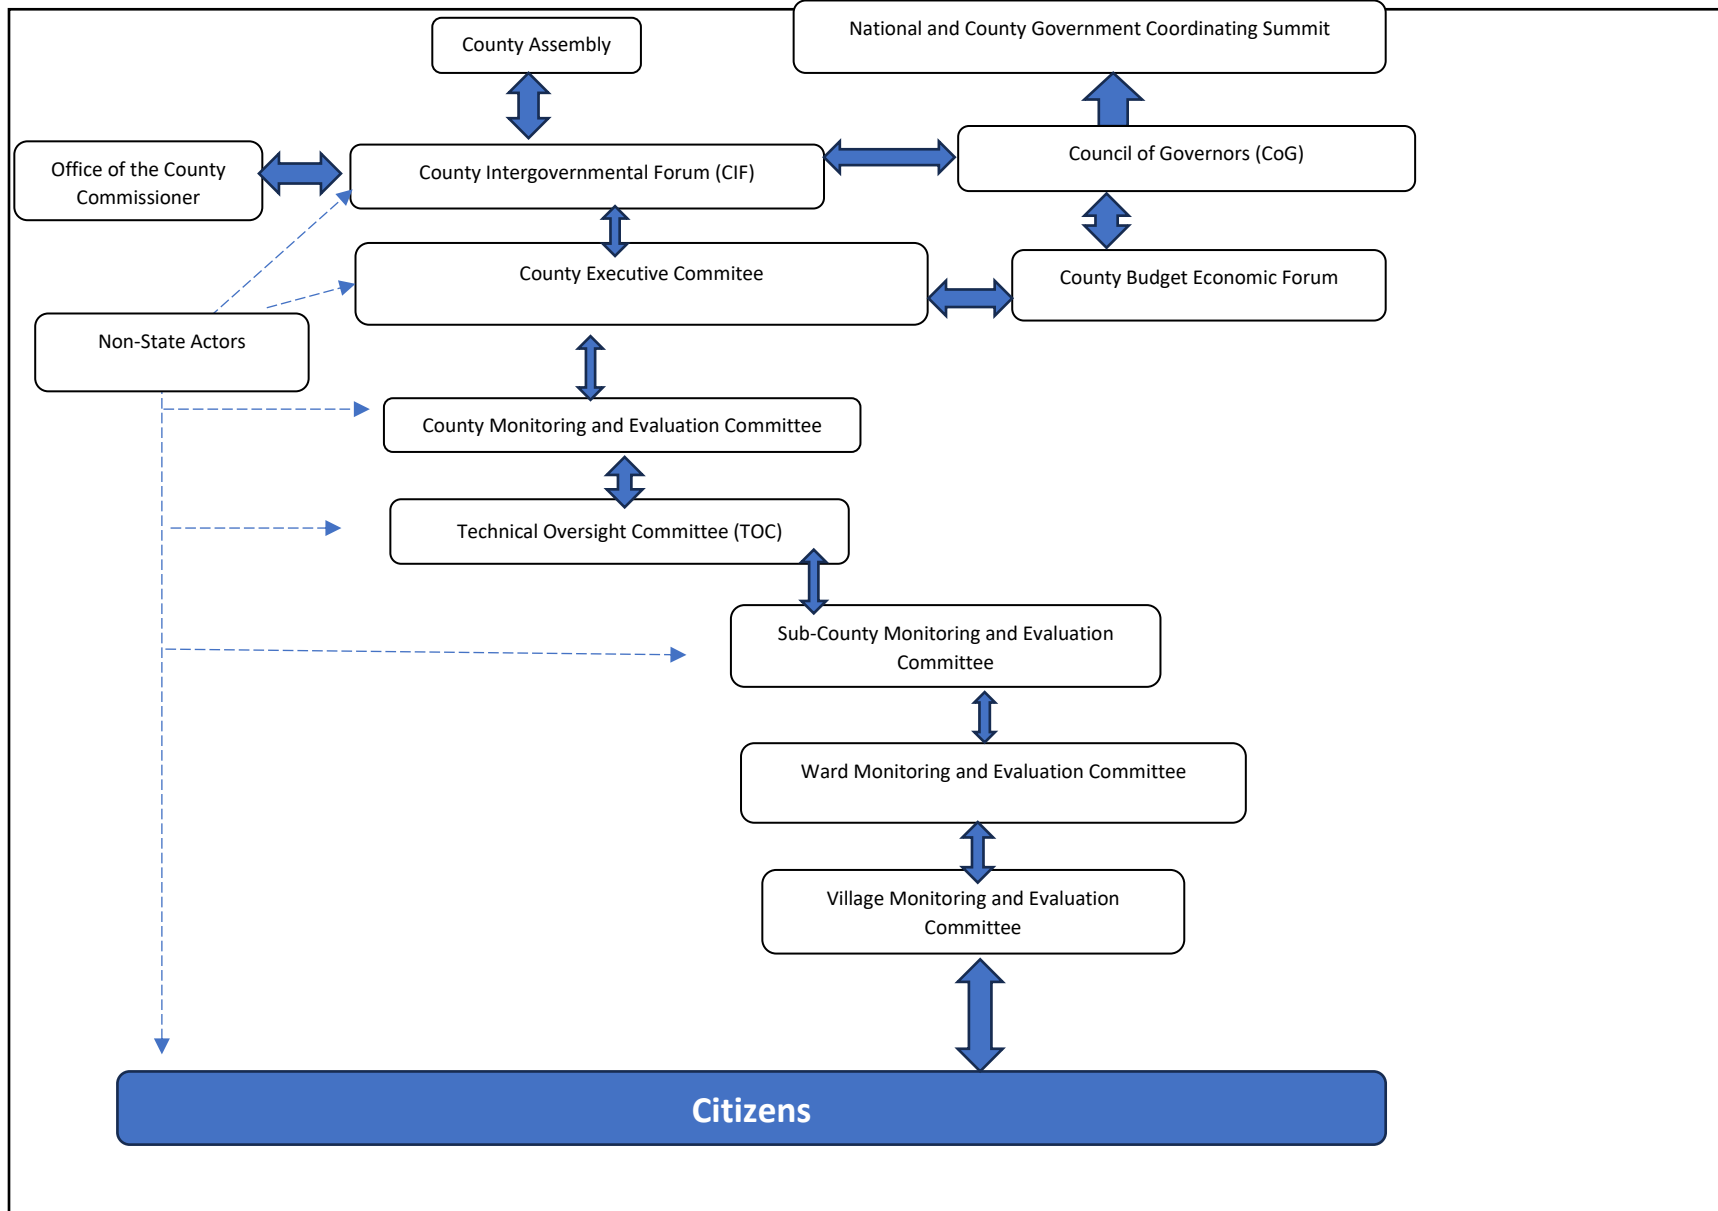 County Assembly
National and County Government Coordinating Summit
Office of the County
Commissioner
County Intergovernmental Forum (CIF)
Council of Governors (CoG)
County Executive Commitee
County Budget Economic Forum
Non-State Actors
County Monitoring and Evaluation Committee
Technical Oversight Committee (TOC)
Sub-County Monitoring and Evaluation
Committee
Ward Monitoring and Evaluation Committee
Village Monitoring and Evaluation
Committee
Citizens